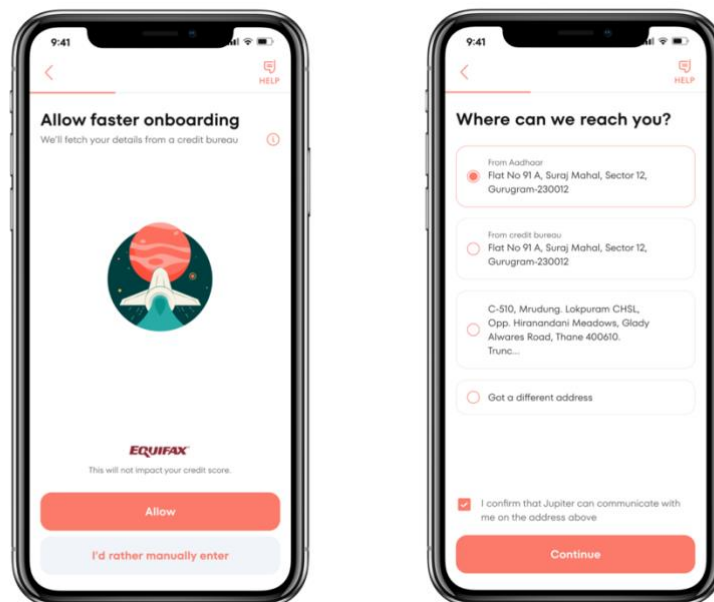 9:41
HELP
Allow faster onboarding
We'll fetch your details from a credit bureau
EQUIFAX
This will not impact your credit score.
Allow
I'd rather manually enter
9:41
HELP
Where can we reach you?
From Aadhaar
Flat No 91 A, Suraj Mahal, Sector 12,
Gurugram-230012
From credit bureau
Flat No 91 A, Suraj Mahal, Sector 12,
Gurugram-230012
C-510, Mrudung. Lokpuram CHSL,
Opp. Hiranandani Meadows, Glady
Alwares Road, Thane 400610.
Trunc...
Got a different address
I confirm that Jupiter can communicate with
me on the address above
Continue